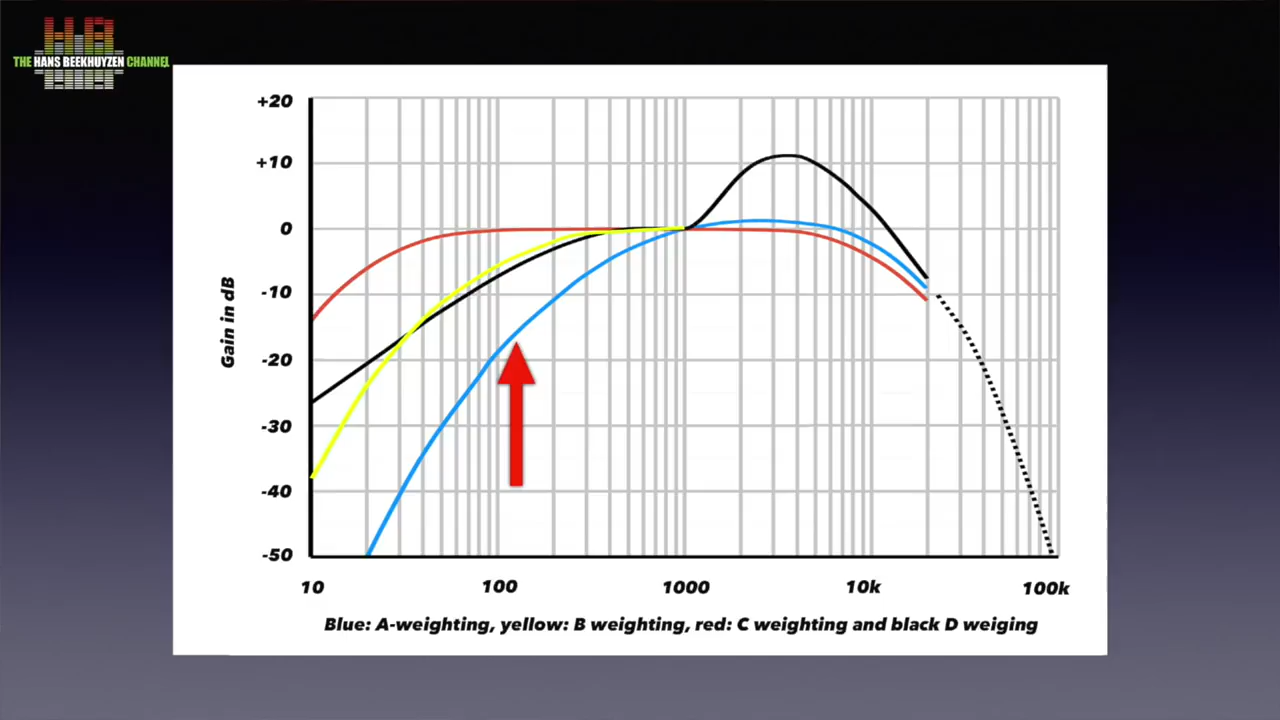 THE HANS BEEKHUYZEN CHANNEL
+20
+10
0
-10
-20
-30
-40
-50
Gain in dB
10 100 1000 10k 100k
Blue: A-weighting, yellow: B weighting, red: C weighting and black D weiging